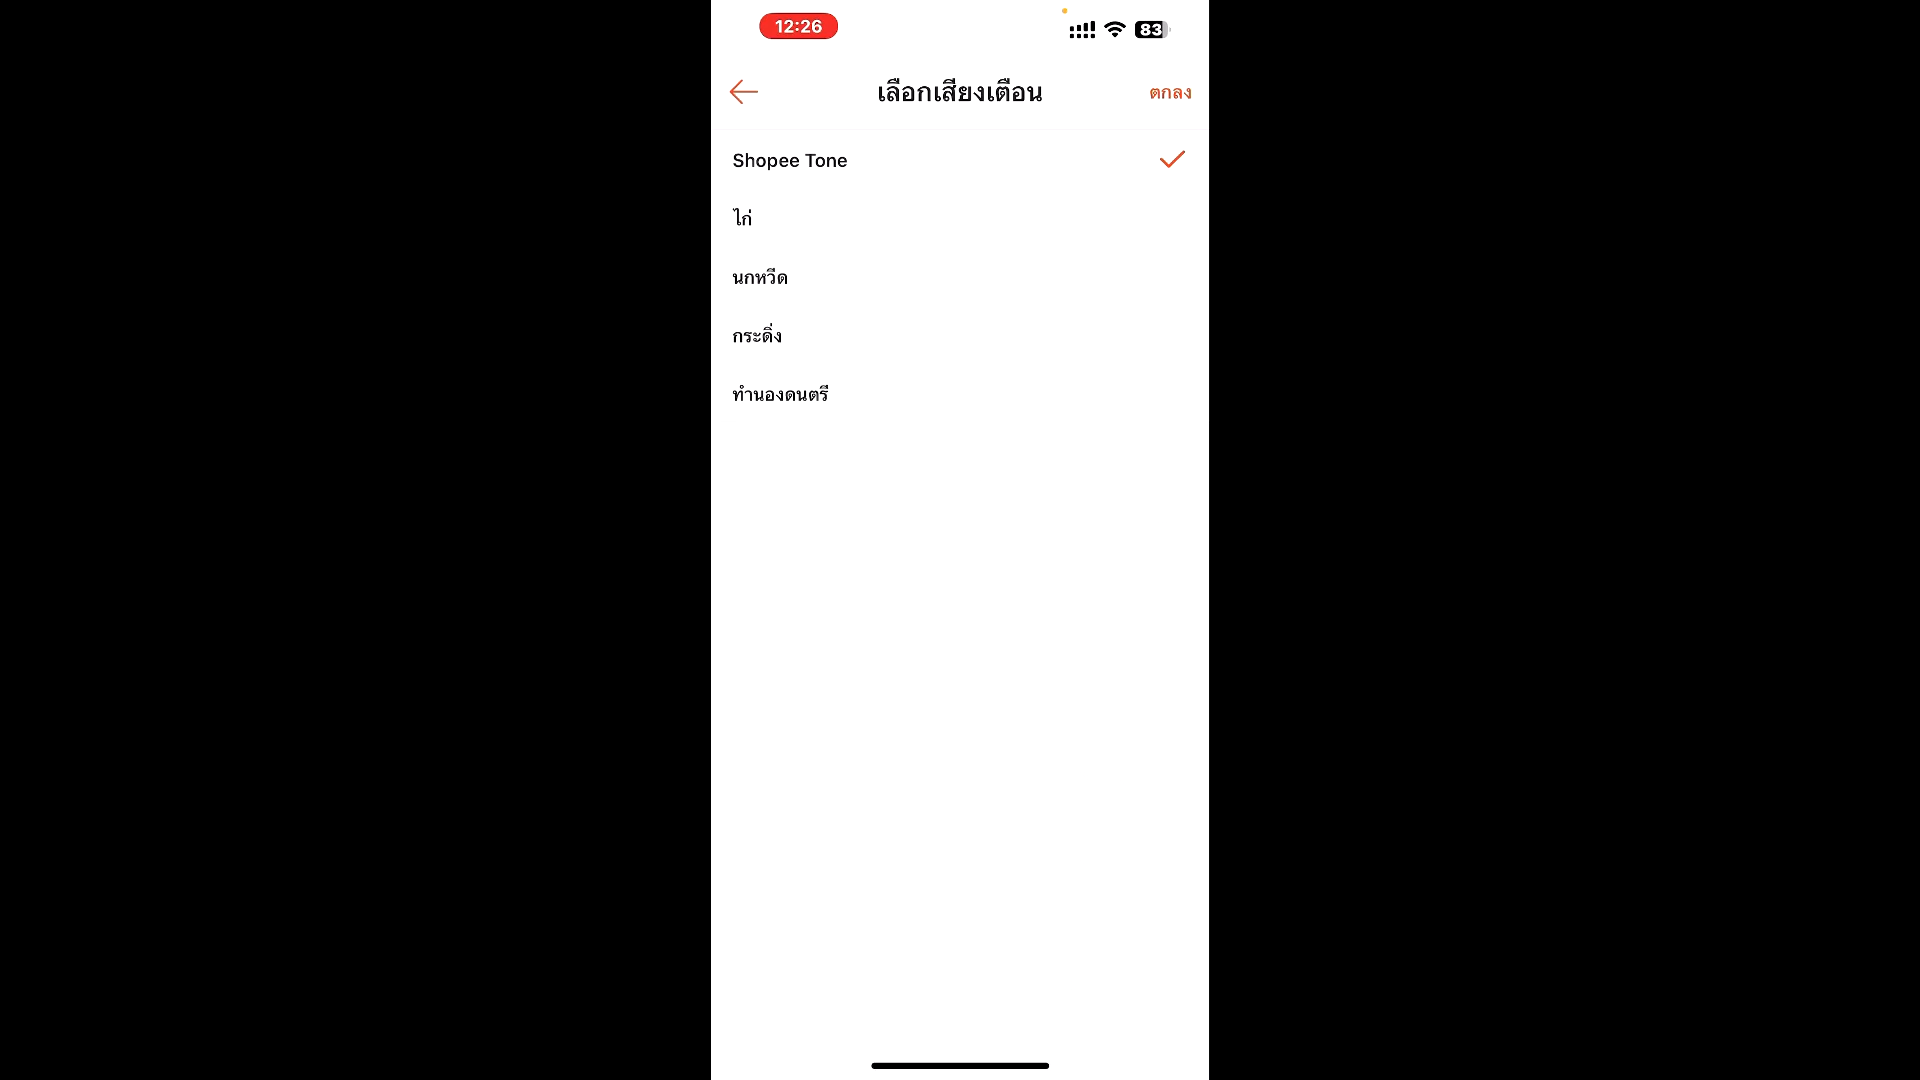 12:26
83
เลือกเสียงเตือน
ตกลง
Shopee Tone
ไก่
นกหวีด
กระดิ่ง
ทำนองดนตรี